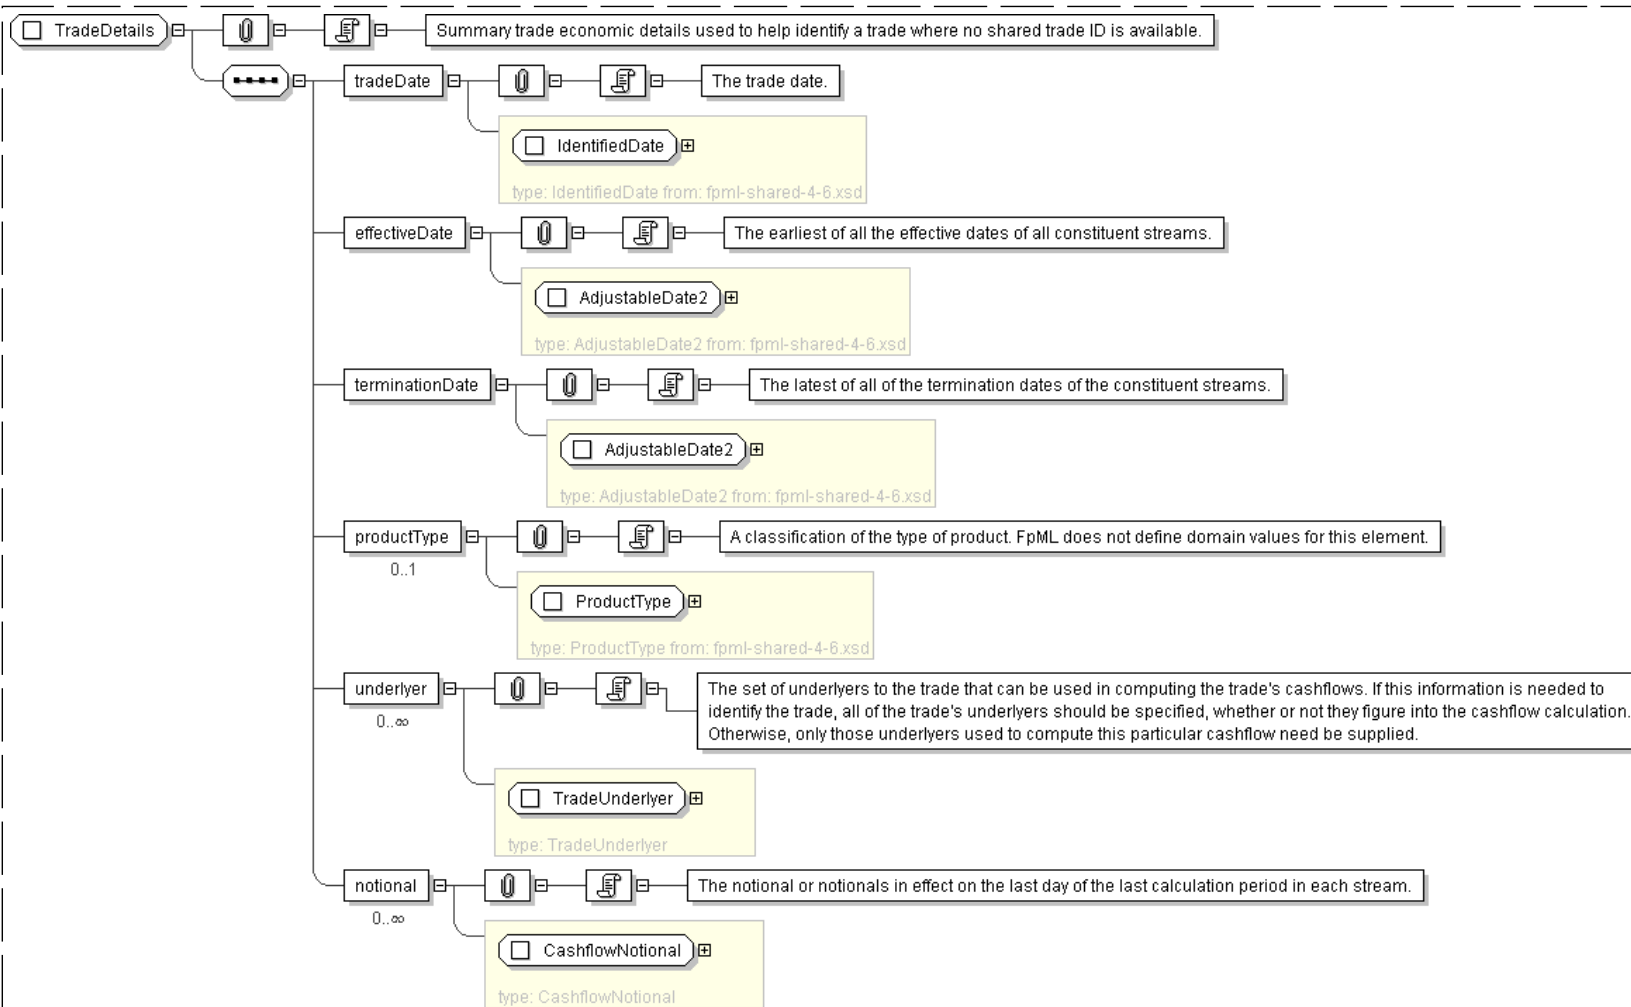 TradeDetails
Summary trade economic details used to help identify a trade where no shared trade ID is available.
tradeDate
The trade date.
IdentifiedDate
type: IdentifiedDate from: fpml-shared-4-6.xsd
effectiveDate
The earliest of all the effective dates of all constituent streams.
AdjustableDate2
type: AdjustableDate2 from: fpml-shared-4-6.xsd
terminationDate
The latest of all of the termination dates of the constituent streams.
AdjustableDate2
type: AdjustableDate2 from: fpml-shared-4-6.xsd
productType
A classification of the type of product. FpML does not define domain values for this element.
0..1
ProductType
type: ProductType from: fpml-shared-4-6.xsd
underlyer
The set of underlyers to the trade that can be used in computing the trade's cashflows. If this information is needed to
identify the trade, all of the trade's underlyers should be specified, whether or not they figure into the cashflow calculation.
Otherwise, only those underlyers used to compute this particular cashflow need be supplied.
0..∞
TradeUnderlyer
type: TradeUnderlyer
notional
The notional or notionals in effect on the last day of the last calculation period in each stream.
0..∞
CashflowNotional
type: CashflowNotional